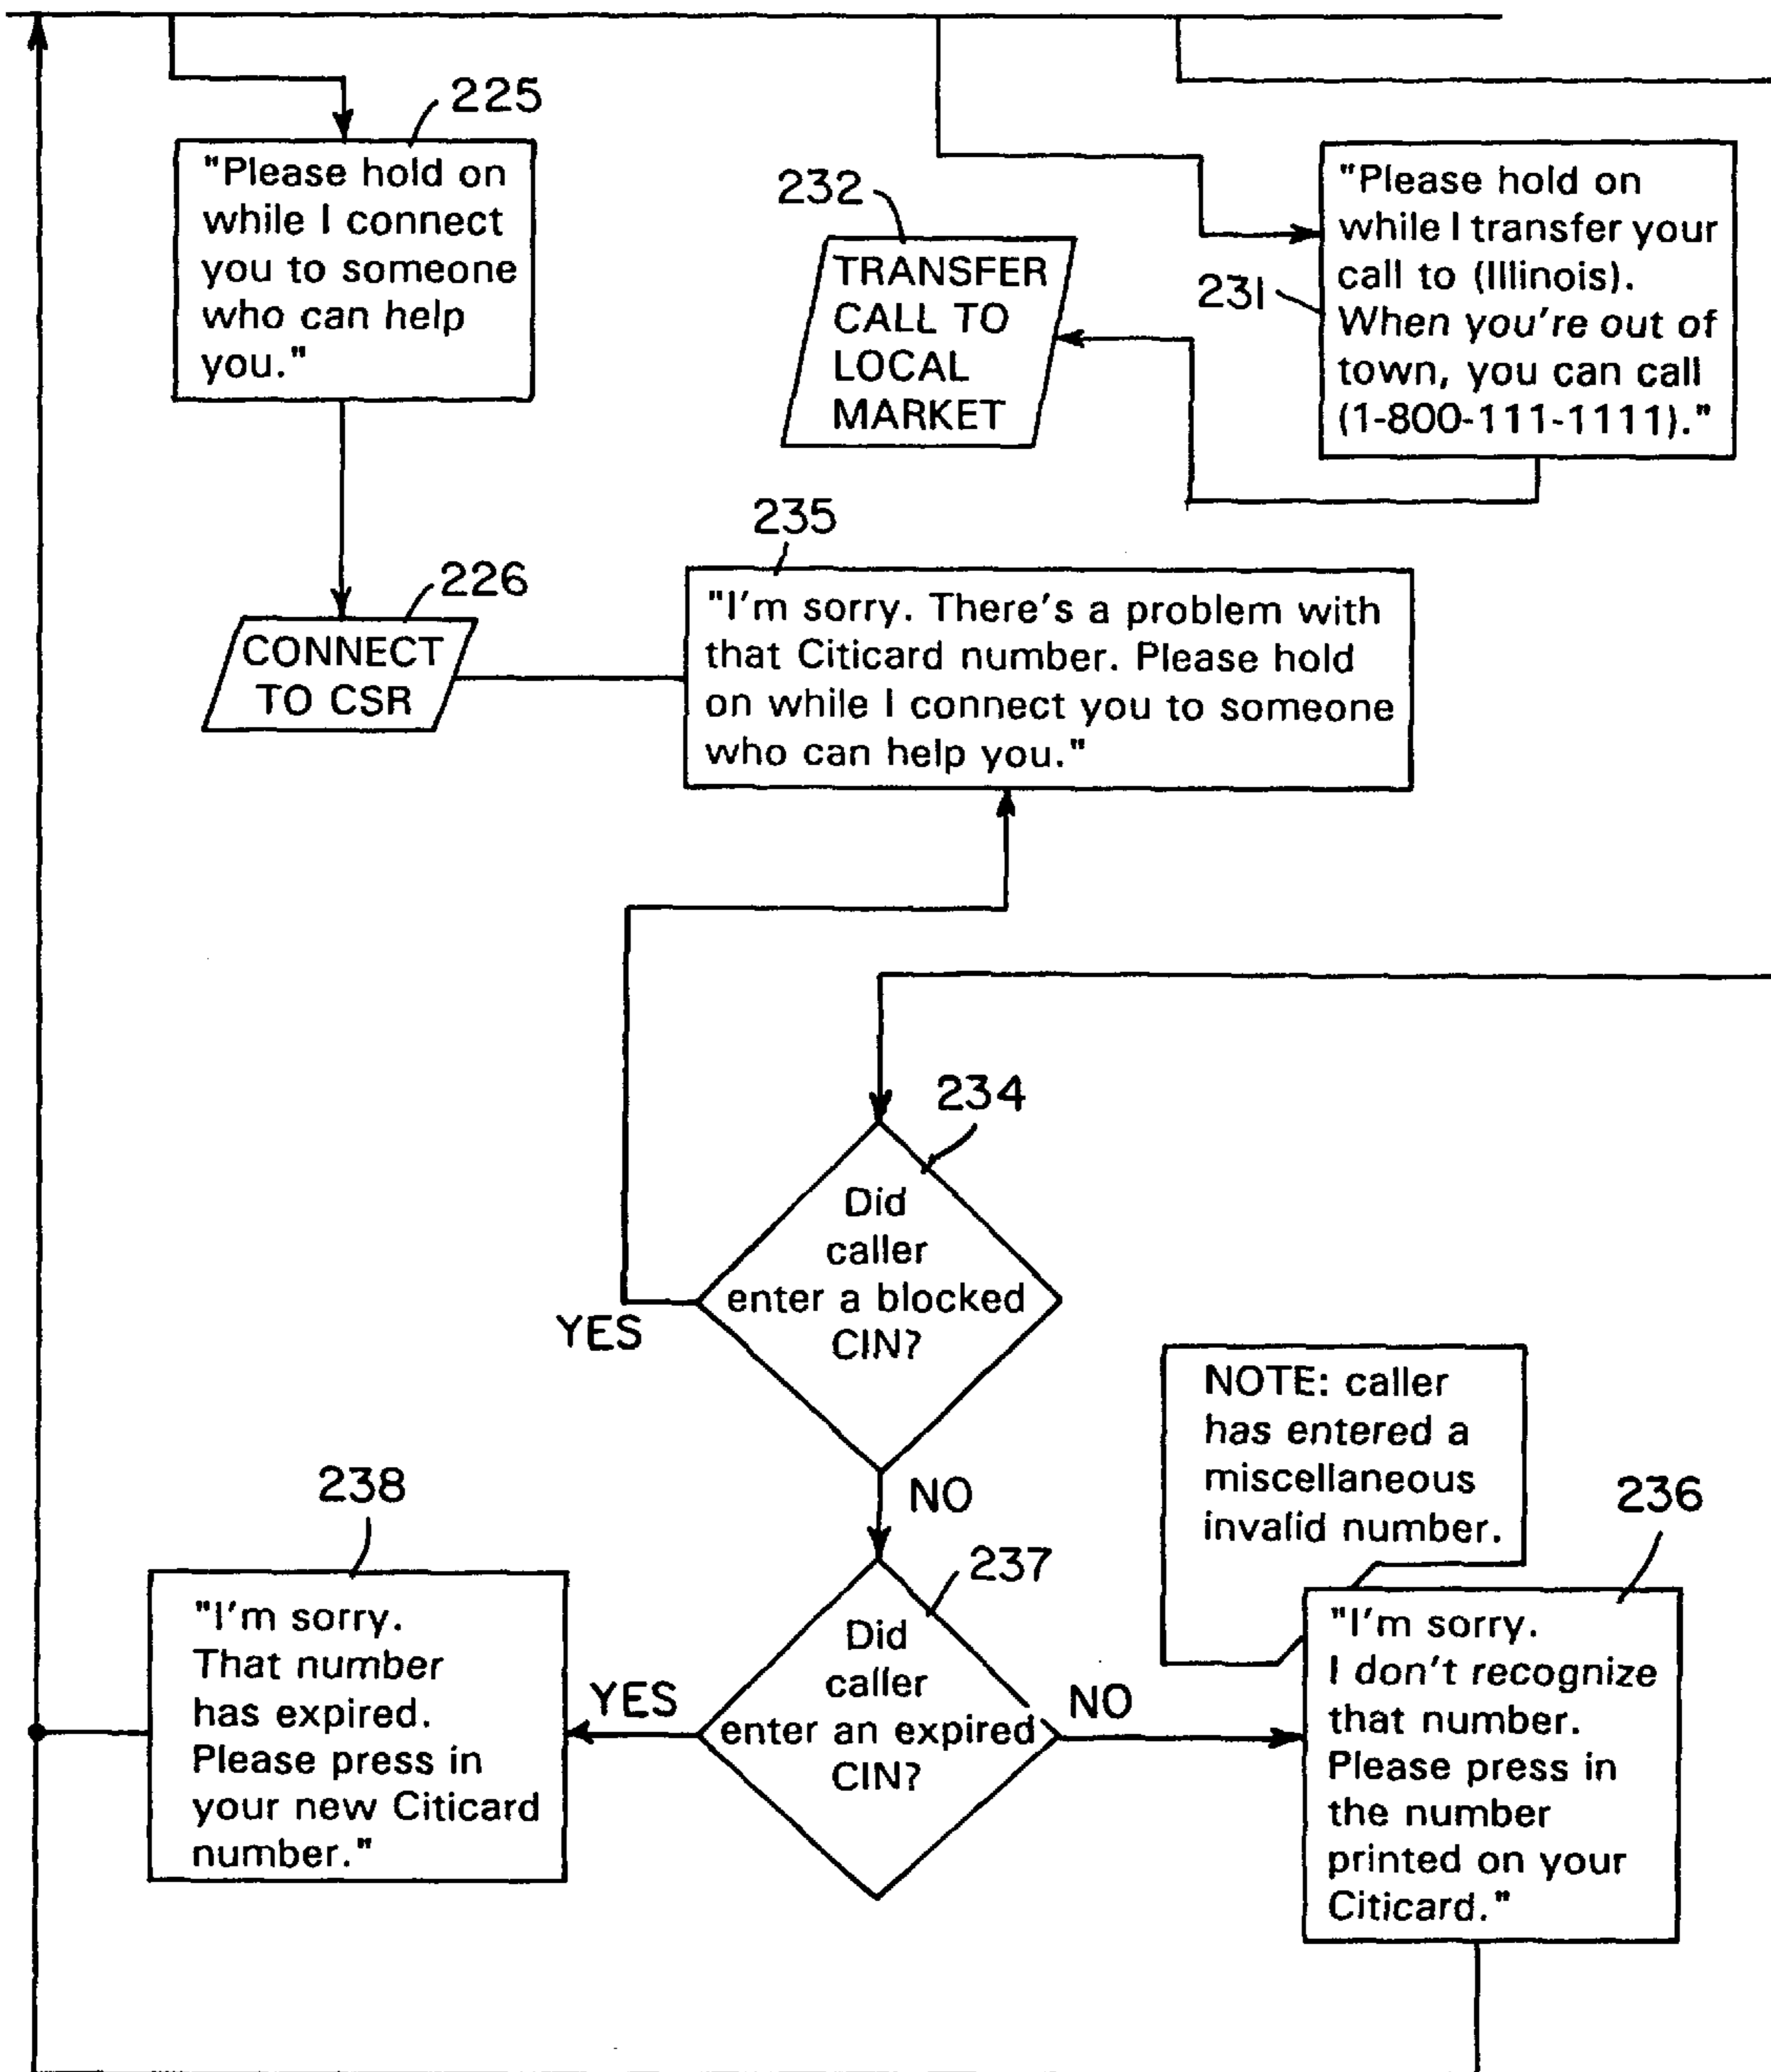 225
"Please hold on
while I connect
you to someone
who can help
you."
232
TRANSFER
CALL TO
LOCAL
MARKET
231
"Please hold on
while I transfer your
call to (Illinois).
When you're out of
town, you can call
(1-800-111-1111)."
226
CONNECT
TO CSR
235
"I'm sorry. There's a problem with
that Citicard number. Please hold
on while I connect you to someone
who can help you."
234
Did
caller
enter a blocked
CIN?
YES
NO
NOTE: caller
has entered a
miscellaneous
invalid number.
238
"I'm sorry.
That number
has expired.
Please press in
your new Citicard
number."
YES
237
Did
caller
enter an expired
CIN?
NO
236
"I'm sorry.
I don't recognize
that number.
Please press in
the number
printed on your
Citicard."